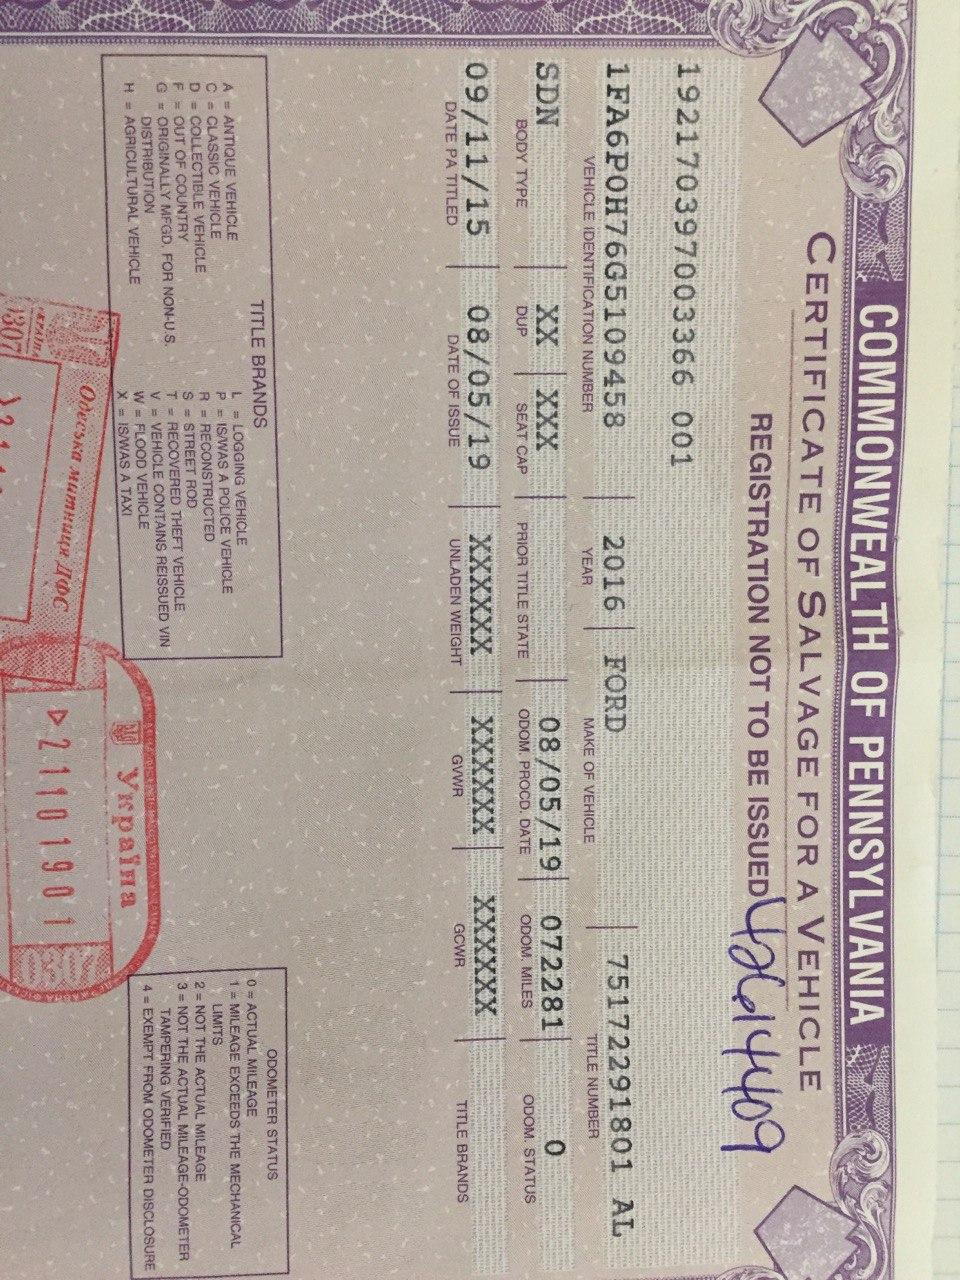 COMMONWEALTH OF PENNSYLVANIA
CERTIFICATE OF SALVAGE FOR A VEHICLE
REGISTRATION NOT TO BE ISSUED
42614409
192170397003366 001
1FA6P0H76G5109458 2016 FORD 75172291801 AL
VEHICLE IDENTIFICATION NUMBER YEAR MAKE OF VEHICLE TITLE NUMBER
SDN XX XXX 08/05/19 072281 0
BODY TYPE DUP SEAT CAP PRIOR TITLE STATE ODOM. PROCD. DATE ODOM. MILES ODOM. STATUS
09/11/15 08/05/19 XXXXXX XXXXXX XXXXXX
DATE PA TITLED DATE OF ISSUE UNLADEN WEIGHT GVWR GCWR TITLE BRANDS
TITLE BRANDS
A = ANTIQUE VEHICLE
C = CLASSIC VEHICLE
D = COLLECTIBLE VEHICLE
F = OUT OF COUNTRY
G = ORIGINALLY MFGD. FOR NON-U.S.
DISTRIBUTION
H = AGRICULTURAL VEHICLE
L = LOGGING VEHICLE
P = IS/WAS A POLICE VEHICLE
R = RECONSTRUCTED
S = STREET ROD
T = RECOVERED THEFT VEHICLE
V = VEHICLE CONTAINS REISSUED VIN
W = FLOOD VEHICLE
X = IS/WAS A TAXI
ODOMETER STATUS
0 = ACTUAL MILEAGE
1 = MILEAGE EXCEEDS THE MECHANICAL
LIMITS
2 = NOT THE ACTUAL MILEAGE
3 = NOT THE ACTUAL MILEAGE-ODOMETER
TAMPERING VERIFIED
4 = EXEMPT FROM ODOMETER DISCLOSURE
Одеська митниця ДФС
0307
Україна
21101901
0307